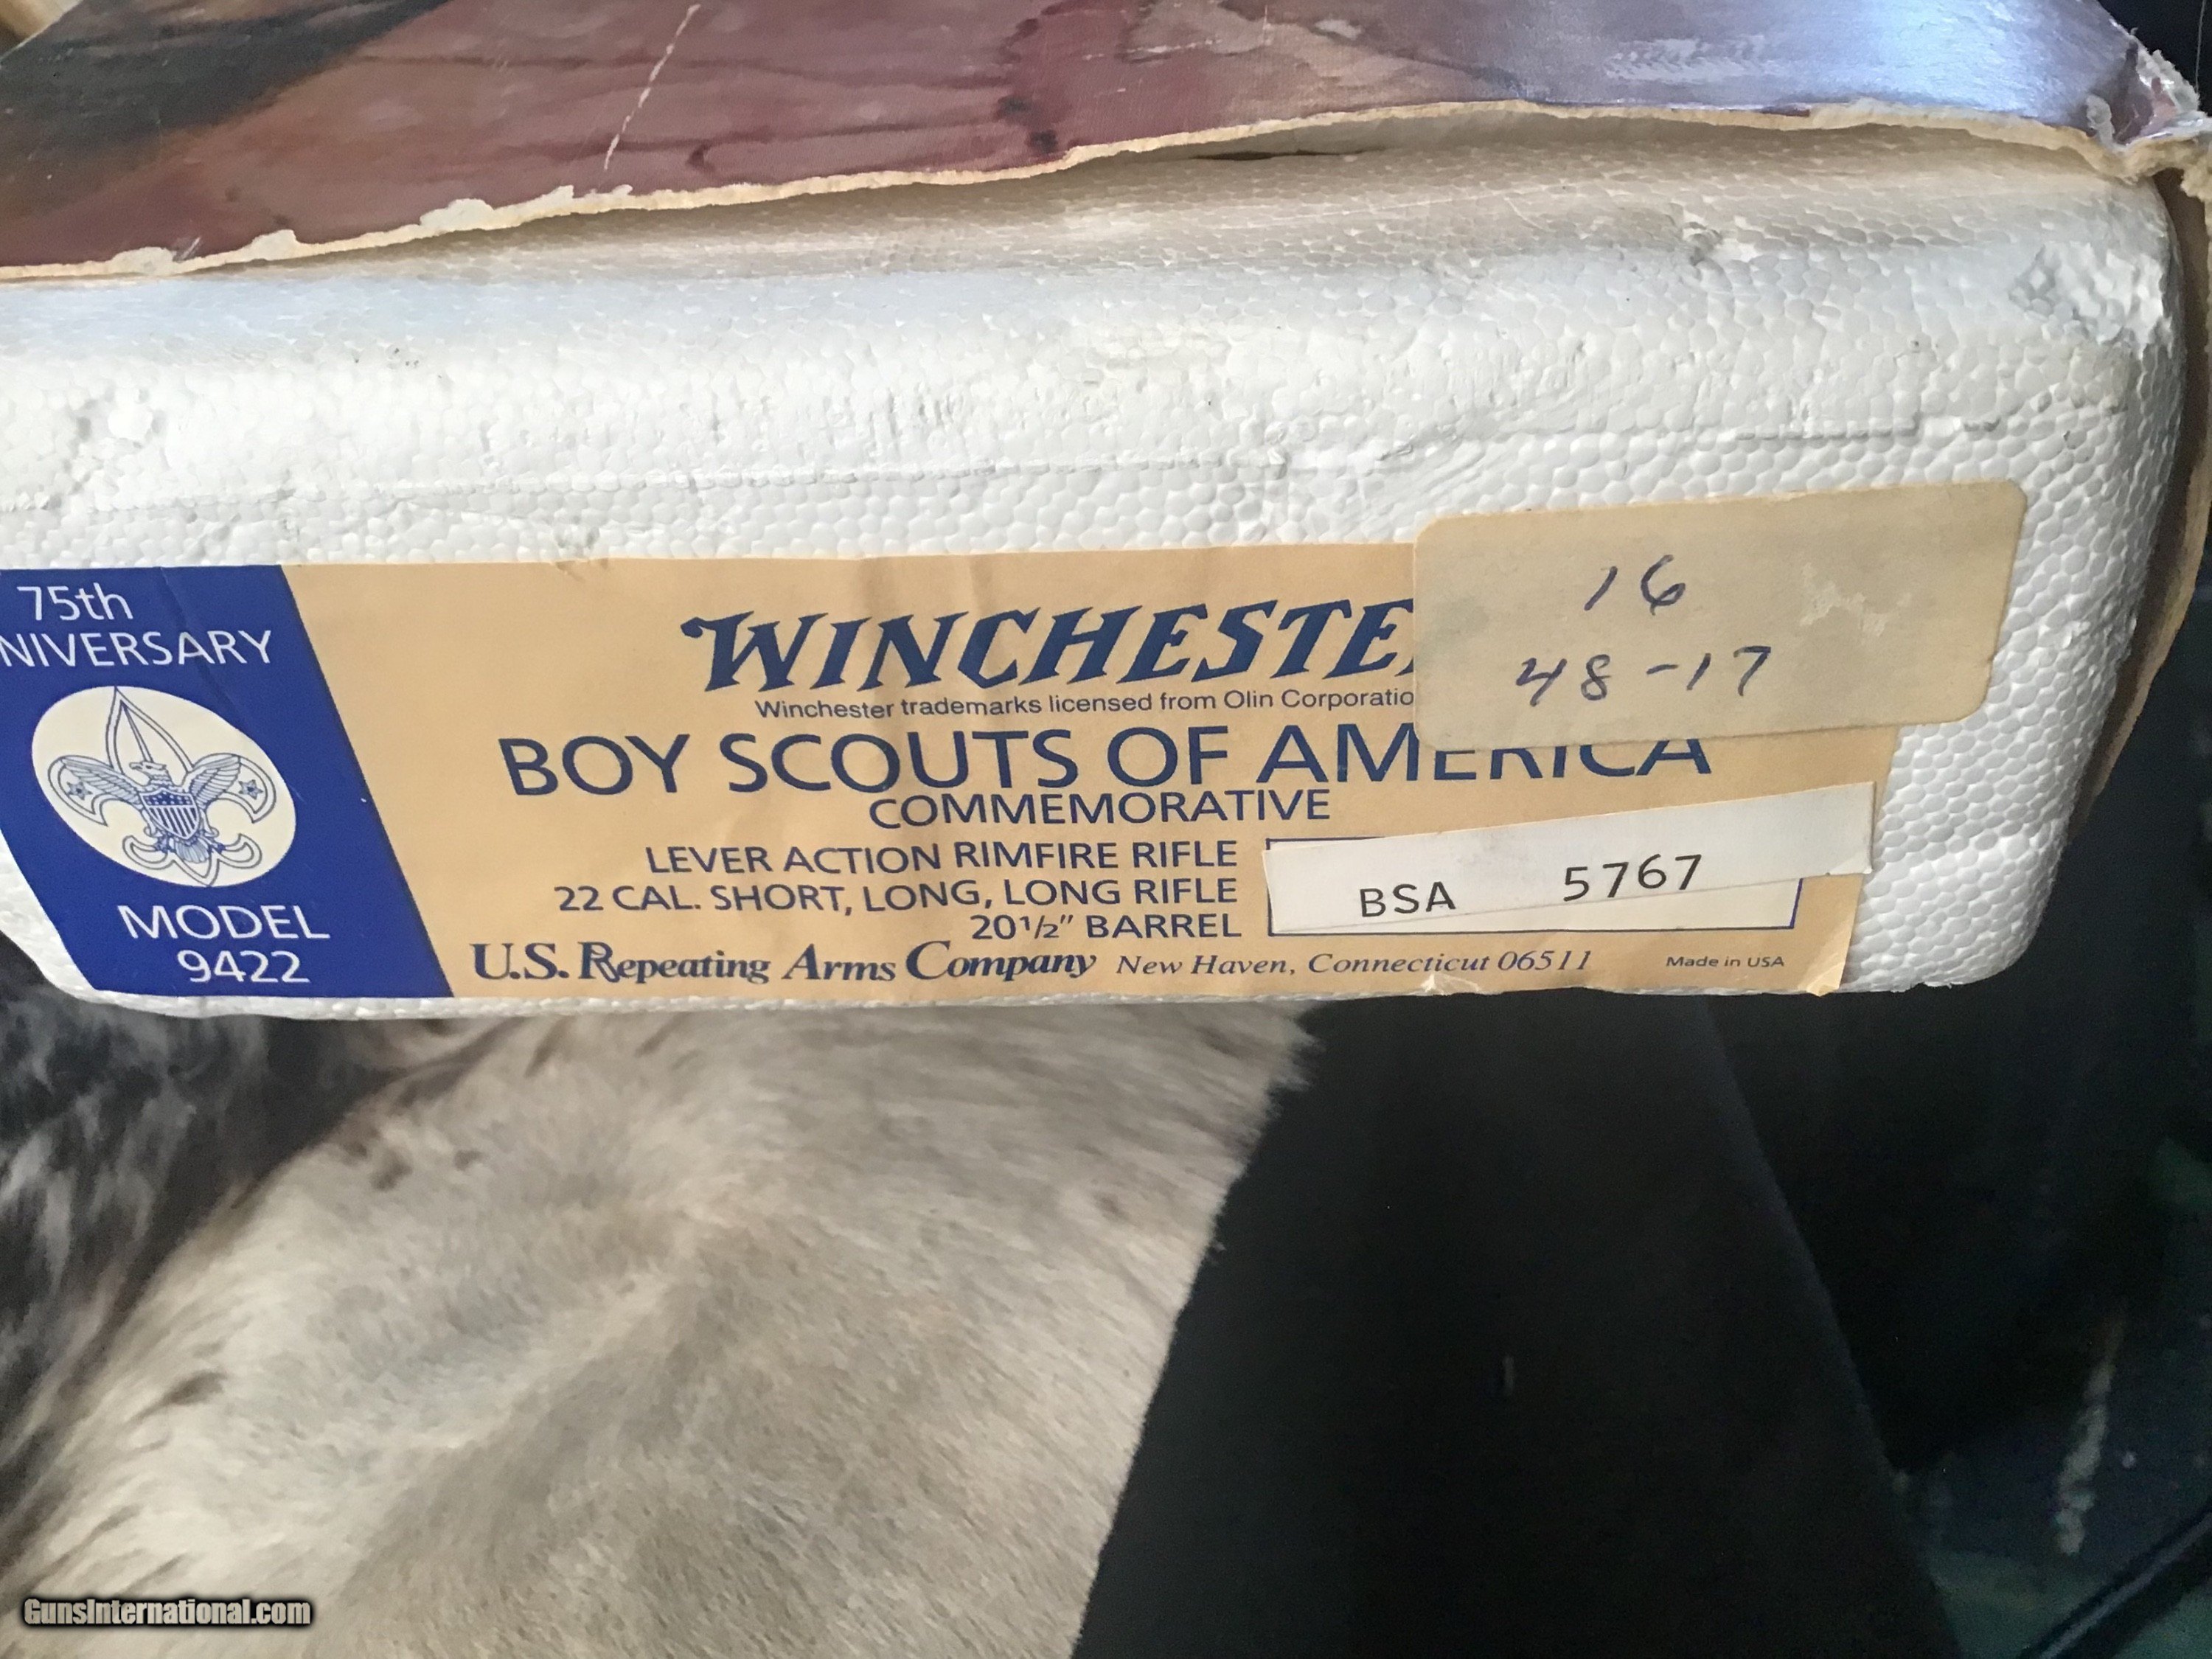 75th
NIVERSARY
MODEL
9422
WINCHESTE
Winchester trademarks licensed from Olin Corporatio
BOY SCOUTS OF AMERICA
COMMEMORATIVE
LEVER ACTION RIMFIRE RIFLE
22 CAL. SHORT, LONG, LONG RIFLE
20 1/2" BARREL
U.S. Repeating Arms Company New Haven, Connecticut 06511 Made in USA
16
48-17
BSA 5767
GunsInternational.com